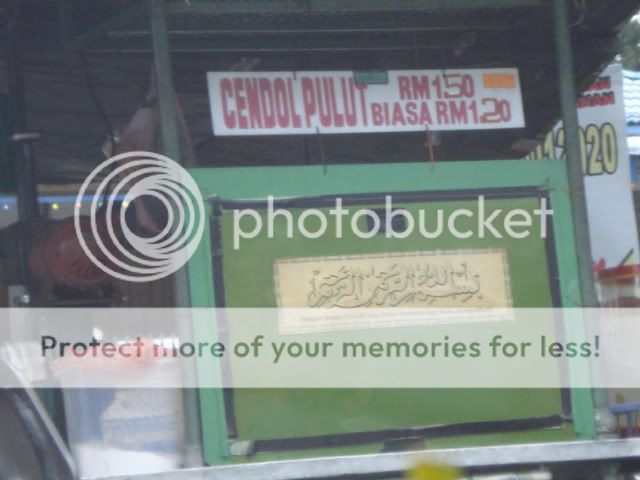 CENDOL PULUT RM1.50
BIASA RM1.20
2020
photobucket
بسم الله الرحمن الرحيم
Protect more of your memories for less!